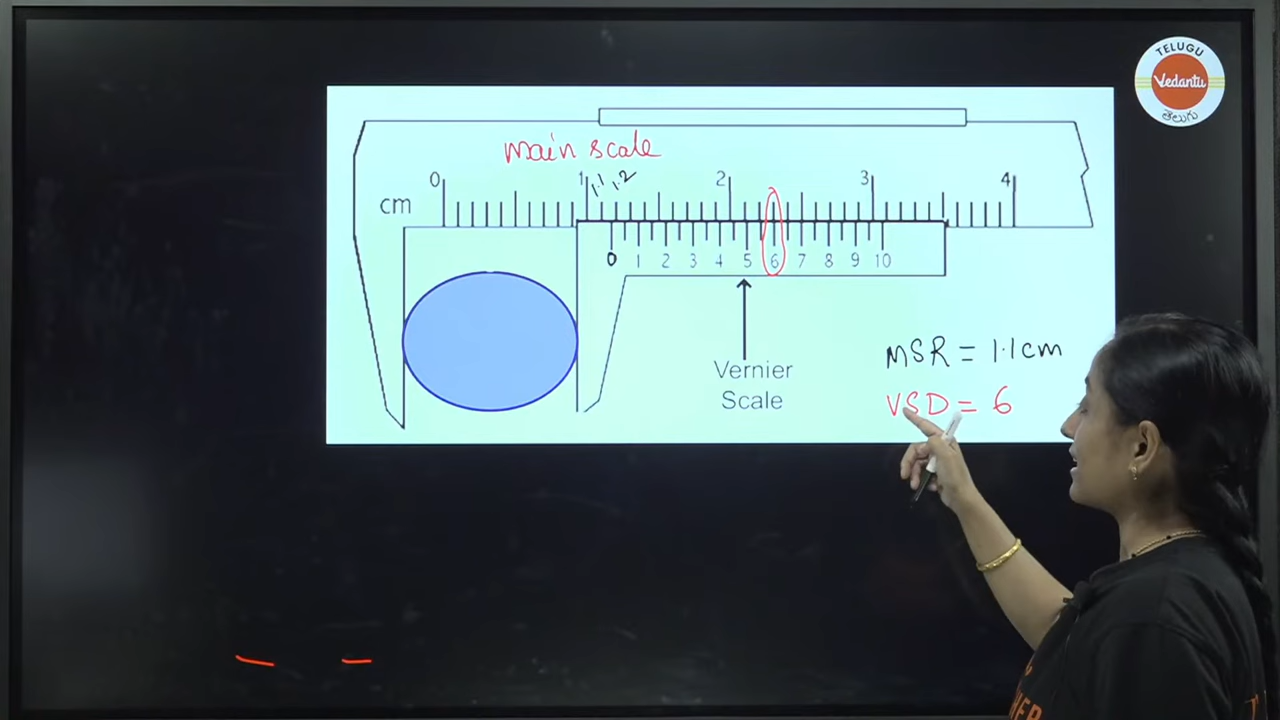 TELUGU
Vedantu
తెలుగు
main scale
0 1 2 3 4
1.1 1.2
cm
0 1 2 3 4 5 6 7 8 9 10
Vernier
Scale
MSR = 1.1cm
VSD = 6